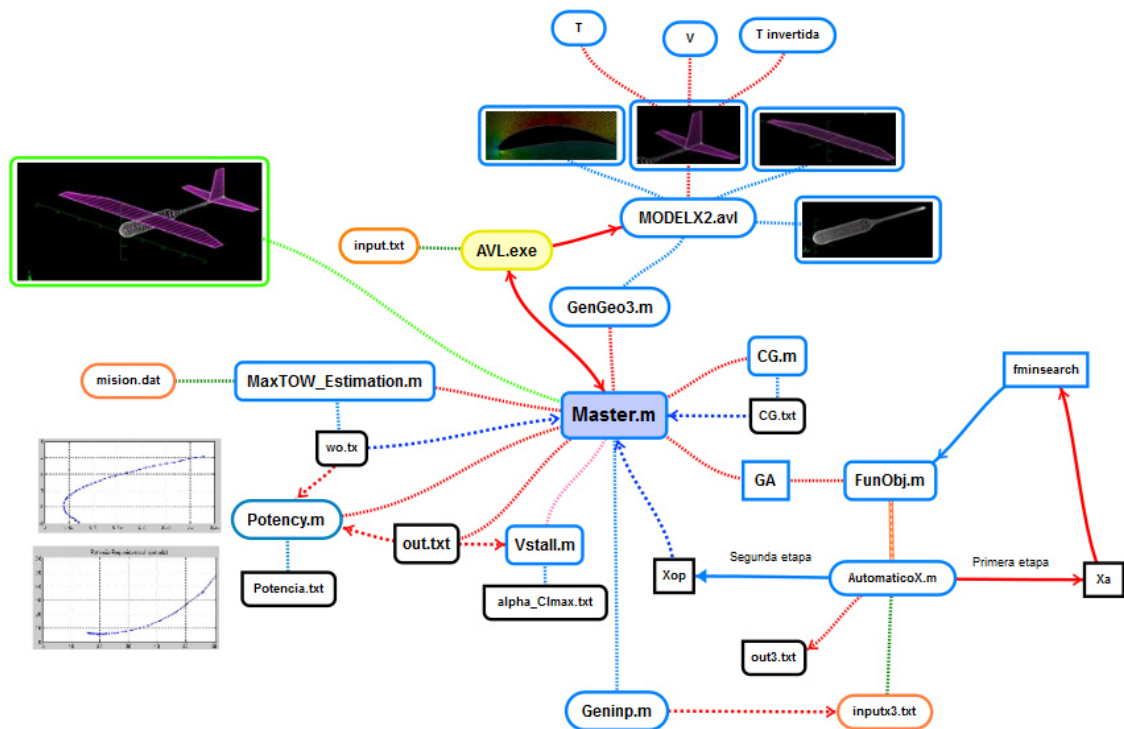 T
V
T invertida
MODELX2.avl
input.txt
AVL.exe
GenGeo3.m
mision.dat
MaxTOW_Estimation.m
CG.m
fminsearch
Master.m
CG.txt
wo.tx
GA
FunObj.m
Potency.m
out.txt
Vstall.m
Segunda etapa
Primera etapa
Xop
AutomaticoX.m
Xa
Potencia.txt
alpha_Clmax.txt
out3.txt
Geninp.m
inputx3.txt